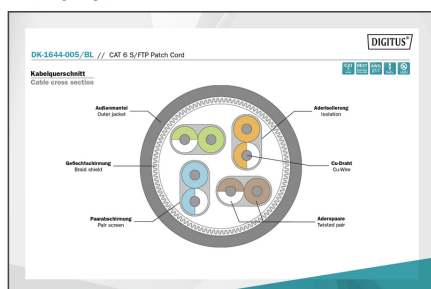 DIGITUS®
DK-1644-005/BL // CAT 6 S/FTP Patch Cord
Kabelquerschnitt
Cable cross section
Außenmantel
Outer jacket
Aderisolierung
Isolation
Geflechtschirmung
Braid shield
Cu-Draht
Cu-Wire
Paarabschirmung
Pair screen
Aderspaare
Twisted pair